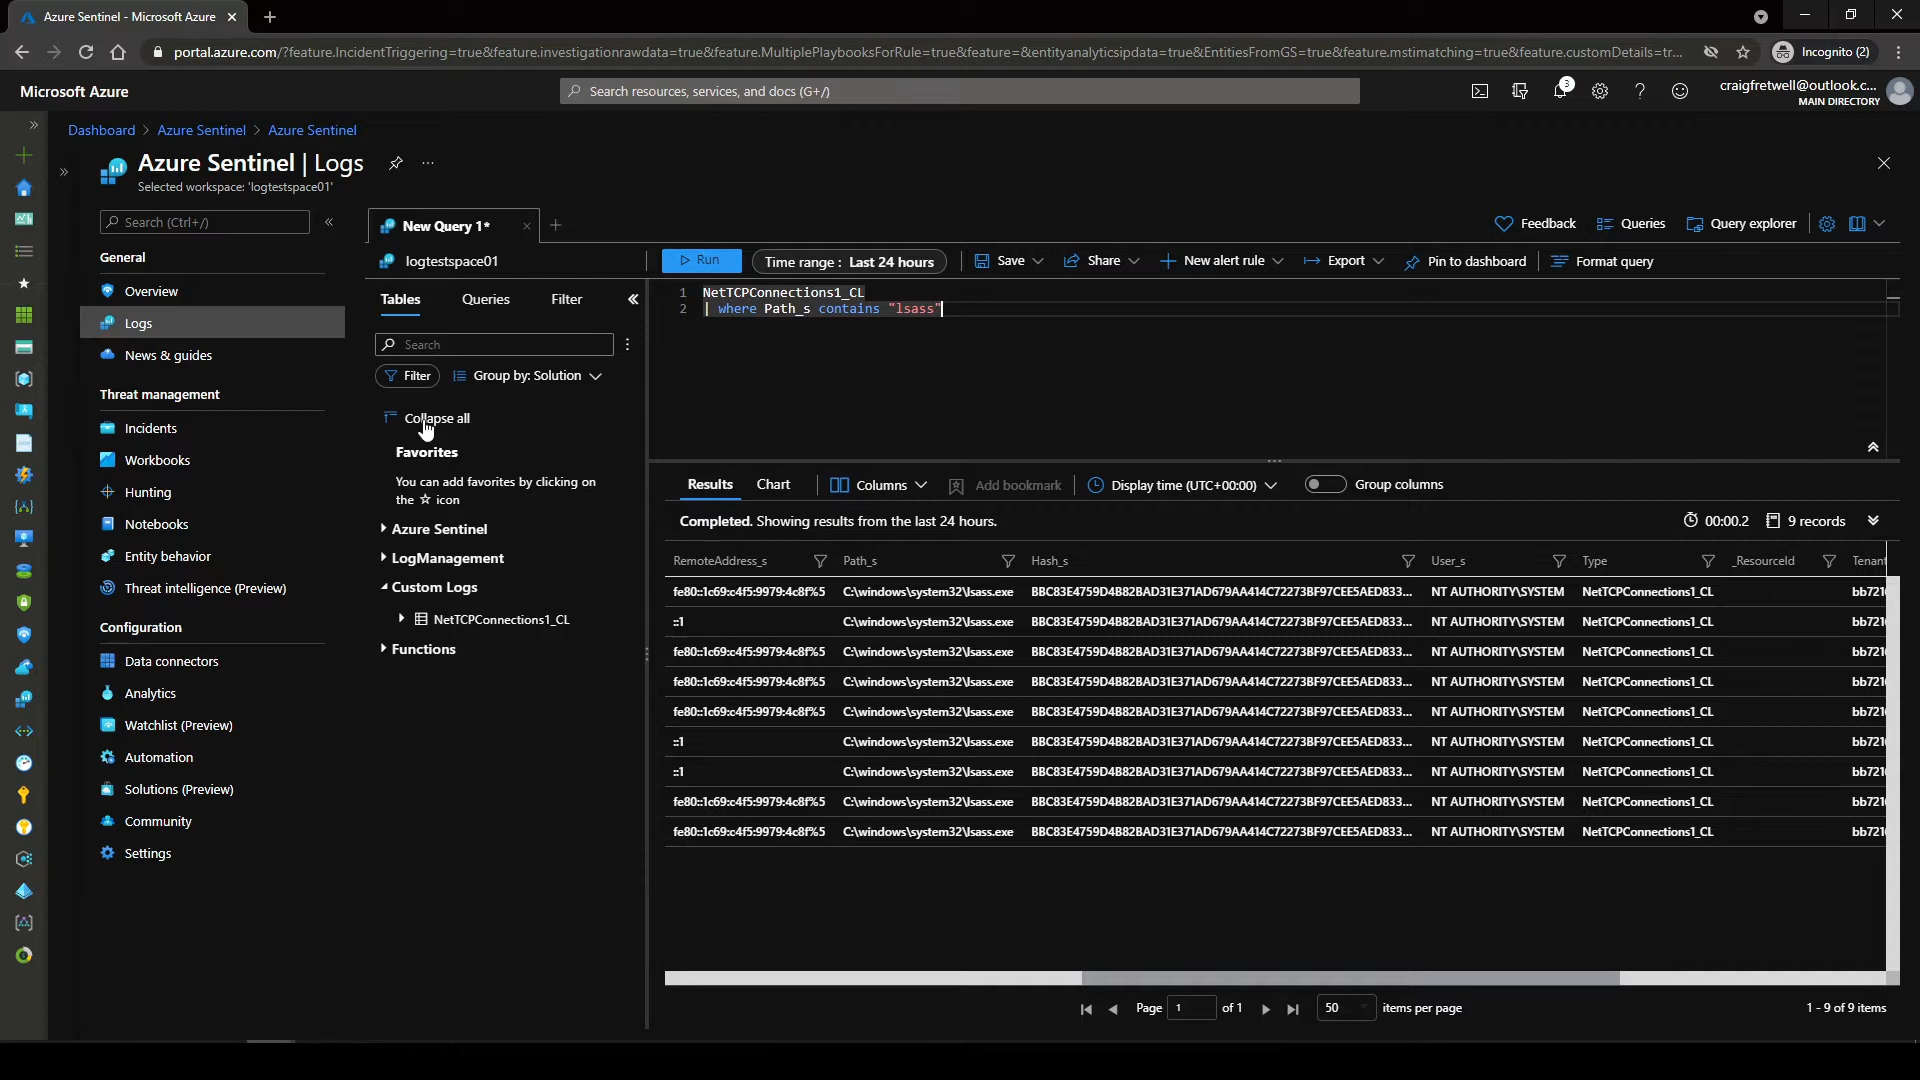 Azure Sentinel - Microsoft Azure
portal.azure.com/?feature.IncidentTriggering=true&feature.investigationrawdata=true&feature.MultiplePlaybooksForRule=true&feature=&entityanalyticsipdata=true&EntitiesFromGS=true&feature.mstimatching=true&feature.customDetails=tr...
Incognito (2)
Microsoft Azure
Search resources, services, and docs (G+/)
3
craigfretwell@outlook.c...
MAIN DIRECTORY
Dashboard > Azure Sentinel > Azure Sentinel
Azure Sentinel | Logs
Selected workspace: 'logtestspace01'
Search (Ctrl+/)
General
Overview
Logs
News & guides
Threat management
Incidents
Workbooks
Hunting
Notebooks
Entity behavior
Threat intelligence (Preview)
Configuration
Data connectors
Analytics
Watchlist (Preview)
Automation
Solutions (Preview)
Community
Settings
New Query 1*
Feedback
Queries
Query explorer
logtestspace01
Run
Time range : Last 24 hours
Save
Share
New alert rule
Export
Pin to dashboard
Format query
Tables
Queries
Filter
Search
Filter
Group by: Solution
Collapse all
Favorites
You can add favorites by clicking on
the ☆ icon
Azure Sentinel
LogManagement
Custom Logs
NetTCPConnections1_CL
Functions
1 NetTCPConnections1_CL
2 | where Path_s contains "lsass"
Results
Chart
Columns
Add bookmark
Display time (UTC+00:00)
Group columns
Completed. Showing results from the last 24 hours.
00:00.2
9 records
RemoteAddress_s Path_s Hash_s User_s Type _ResourceId Tenant
fe80::1c69:c4f5:9979:4c8f%5 C:\windows\system32\lsass.exe BBC83E4759D4B82BAD31E371AD679AA414C72273BF97CEE5AED833... NT AUTHORITY\SYSTEM NetTCPConnections1_CL bb721
::1 C:\windows\system32\lsass.exe BBC83E4759D4B82BAD31E371AD679AA414C72273BF97CEE5AED833... NT AUTHORITY\SYSTEM NetTCPConnections1_CL bb721
fe80::1c69:c4f5:9979:4c8f%5 C:\windows\system32\lsass.exe BBC83E4759D4B82BAD31E371AD679AA414C72273BF97CEE5AED833... NT AUTHORITY\SYSTEM NetTCPConnections1_CL bb721
fe80::1c69:c4f5:9979:4c8f%5 C:\windows\system32\lsass.exe BBC83E4759D4B82BAD31E371AD679AA414C72273BF97CEE5AED833... NT AUTHORITY\SYSTEM NetTCPConnections1_CL bb721
fe80::1c69:c4f5:9979:4c8f%5 C:\windows\system32\lsass.exe BBC83E4759D4B82BAD31E371AD679AA414C72273BF97CEE5AED833... NT AUTHORITY\SYSTEM NetTCPConnections1_CL bb721
::1 C:\windows\system32\lsass.exe BBC83E4759D4B82BAD31E371AD679AA414C72273BF97CEE5AED833... NT AUTHORITY\SYSTEM NetTCPConnections1_CL bb721
::1 C:\windows\system32\lsass.exe BBC83E4759D4B82BAD31E371AD679AA414C72273BF97CEE5AED833... NT AUTHORITY\SYSTEM NetTCPConnections1_CL bb721
fe80::1c69:c4f5:9979:4c8f%5 C:\windows\system32\lsass.exe BBC83E4759D4B82BAD31E371AD679AA414C72273BF97CEE5AED833... NT AUTHORITY\SYSTEM NetTCPConnections1_CL bb721
fe80::1c69:c4f5:9979:4c8f%5 C:\windows\system32\lsass.exe BBC83E4759D4B82BAD31E371AD679AA414C72273BF97CEE5AED833... NT AUTHORITY\SYSTEM NetTCPConnections1_CL bb721
Page 1 of 1
50 items per page
1 - 9 of 9 items